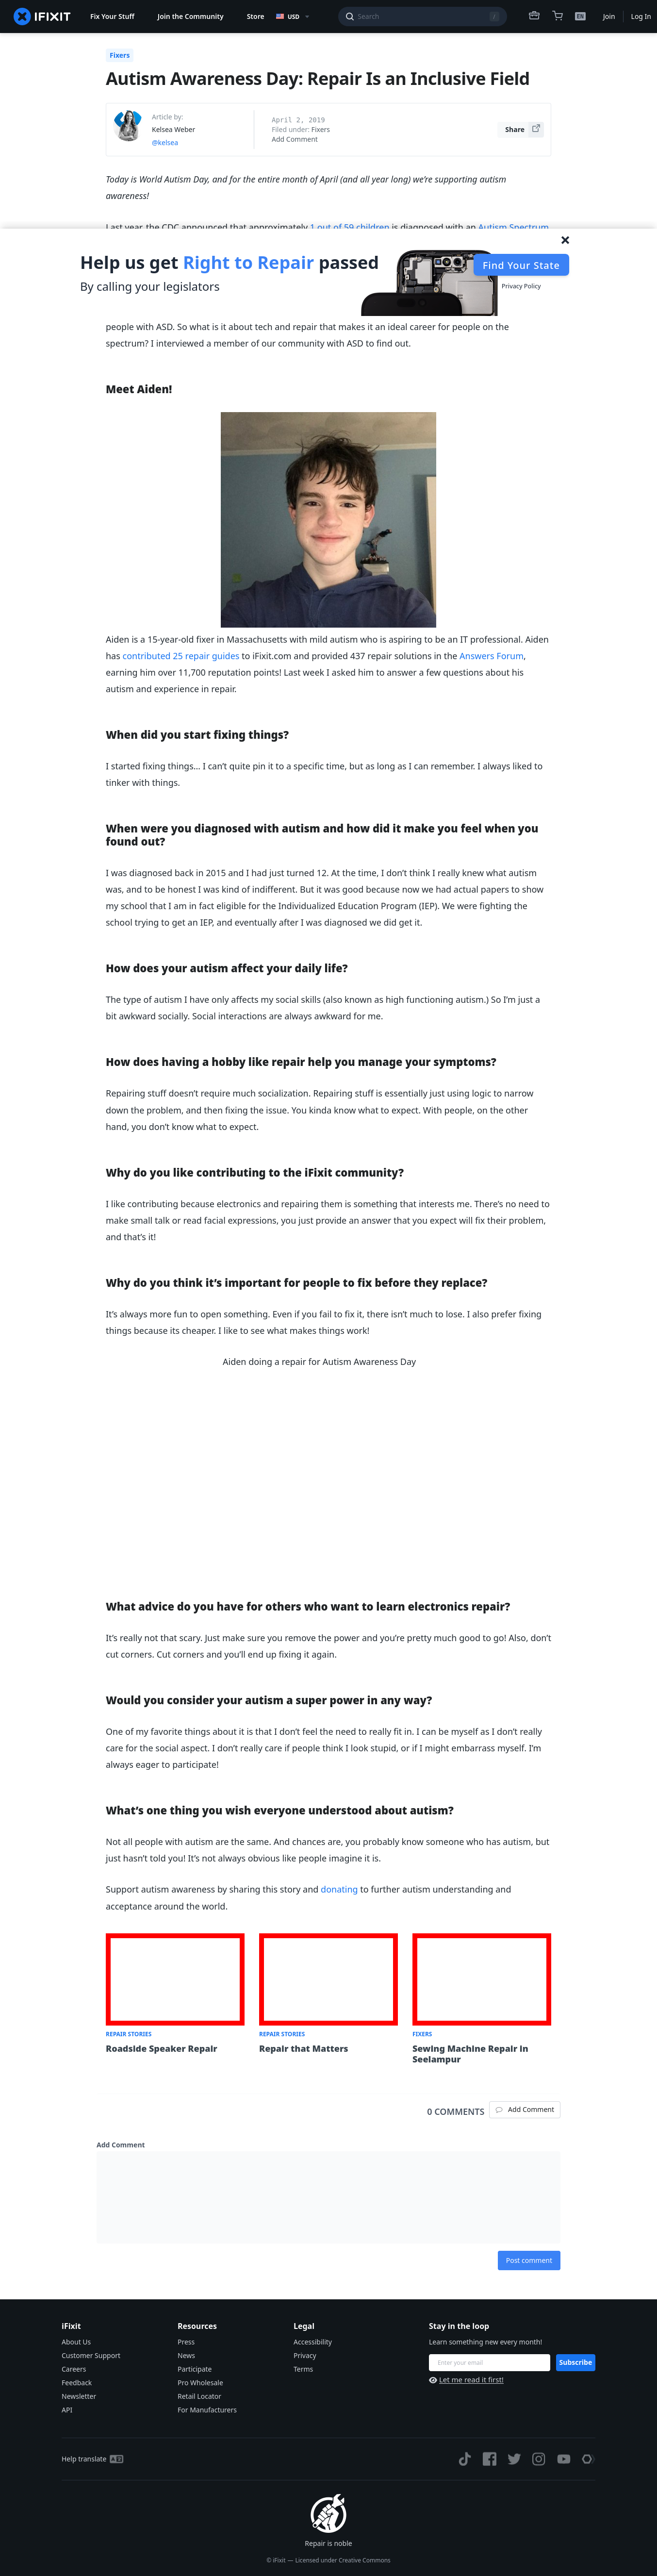 IFIXIT
Fix Your Stuff
Join the Community
Store
USD
Search
/
EN
Join
Log In
Fixers
Autism Awareness Day: Repair Is an Inclusive Field
Article by:
Kelsea Weber
@kelsea
April 2, 2019
Filed under: Fixers
Add Comment
Share
Today is World Autism Day, and for the entire month of April (and all year long) we’re supporting autism
awareness!
Last year, the CDC announced that approximately 1 out of 59 children is diagnosed with an Autism Spectrum
Help us get Right to Repair passed
By calling your legislators
Find Your State
Privacy Policy
people with ASD. So what is it about tech and repair that makes it an ideal career for people on the
spectrum? I interviewed a member of our community with ASD to find out.
Meet Aiden!
Aiden is a 15-year-old fixer in Massachusetts with mild autism who is aspiring to be an IT professional. Aiden
has contributed 25 repair guides to iFixit.com and provided 437 repair solutions in the Answers Forum,
earning him over 11,700 reputation points! Last week I asked him to answer a few questions about his
autism and experience in repair.
When did you start fixing things?
I started fixing things… I can’t quite pin it to a specific time, but as long as I can remember. I always liked to
tinker with things.
When were you diagnosed with autism and how did it make you feel when you
found out?
I was diagnosed back in 2015 and I had just turned 12. At the time, I don’t think I really knew what autism
was, and to be honest I was kind of indifferent. But it was good because now we had actual papers to show
my school that I am in fact eligible for the Individualized Education Program (IEP). We were fighting the
school trying to get an IEP, and eventually after I was diagnosed we did get it.
How does your autism affect your daily life?
The type of autism I have only affects my social skills (also known as high functioning autism.) So I’m just a
bit awkward socially. Social interactions are always awkward for me.
How does having a hobby like repair help you manage your symptoms?
Repairing stuff doesn’t require much socialization. Repairing stuff is essentially just using logic to narrow
down the problem, and then fixing the issue. You kinda know what to expect. With people, on the other
hand, you don’t know what to expect.
Why do you like contributing to the iFixit community?
I like contributing because electronics and repairing them is something that interests me. There’s no need to
make small talk or read facial expressions, you just provide an answer that you expect will fix their problem,
and that’s it!
Why do you think it’s important for people to fix before they replace?
It’s always more fun to open something. Even if you fail to fix it, there isn’t much to lose. I also prefer fixing
things because its cheaper. I like to see what makes things work!
Aiden doing a repair for Autism Awareness Day
What advice do you have for others who want to learn electronics repair?
It’s really not that scary. Just make sure you remove the power and you’re pretty much good to go! Also, don’t
cut corners. Cut corners and you’ll end up fixing it again.
Would you consider your autism a super power in any way?
One of my favorite things about it is that I don’t feel the need to really fit in. I can be myself as I don’t really
care for the social aspect. I don’t really care if people think I look stupid, or if I might embarrass myself. I’m
always eager to participate!
What’s one thing you wish everyone understood about autism?
Not all people with autism are the same. And chances are, you probably know someone who has autism, but
just hasn’t told you! It’s not always obvious like people imagine it is.
Support autism awareness by sharing this story and donating to further autism understanding and
acceptance around the world.
REPAIR STORIES
Roadside Speaker Repair
REPAIR STORIES
Repair that Matters
FIXERS
Sewing Machine Repair in
Seelampur
0 COMMENTS
Add Comment
Add Comment
Post comment
iFixit
About Us
Customer Support
Careers
Feedback
Newsletter
API
Resources
Press
News
Participate
Pro Wholesale
Retail Locator
For Manufacturers
Legal
Accessibility
Privacy
Terms
Stay in the loop
Learn something new every month!
Enter your email
Subscribe
Let me read it first!
Help translate
Repair is noble
© iFixit — Licensed under Creative Commons